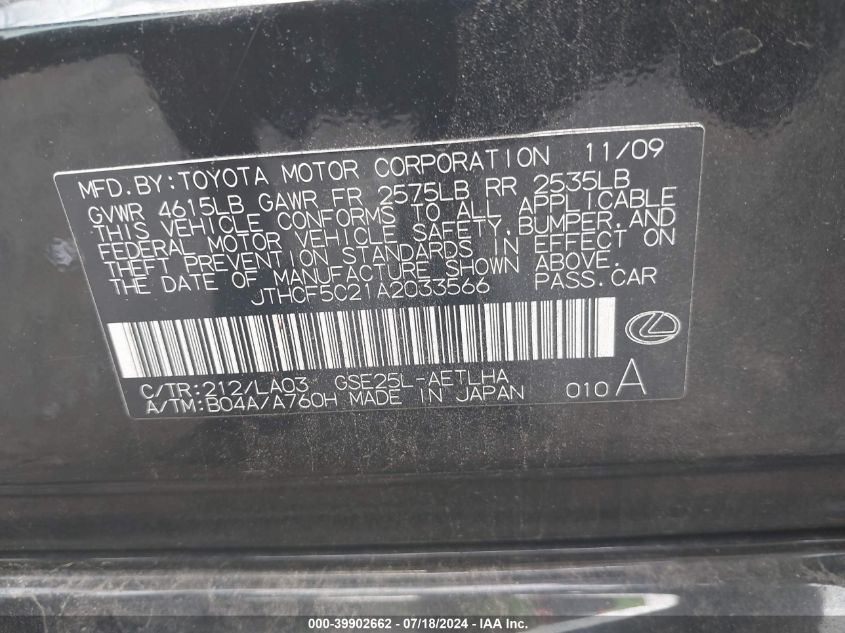 MFD.BY:TOYOTA MOTOR CORPORATION 11/09
GVWR 4615LB GAWR FR 2575LB RR 2535LB
THIS VEHICLE CONFORMS TO ALL APPLICABLE
FEDERAL MOTOR VEHICLE SAFETY,BUMPER,AND
THEFT PREVENTION STANDARDS IN EFFECT ON
THE DATE OF MANUFACTURE SHOWN ABOVE.
JTHCF5C21A2033566 PASS.CAR
C/TR:212/LA03 GSE25L-AETLHA
A/TM:B04A/A760H MADE IN JAPAN 010 A
000-39902662 - 07/18/2024 - IAA Inc.